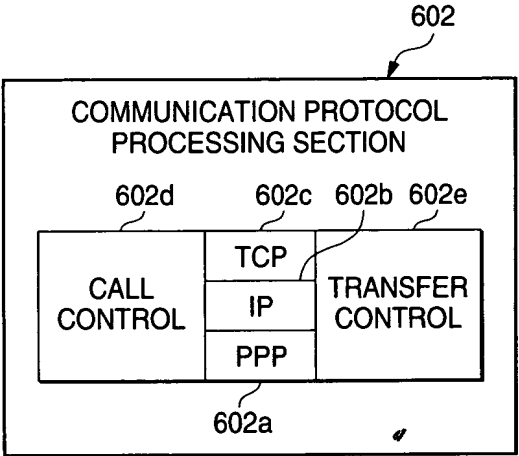 602
COMMUNICATION PROTOCOL
PROCESSING SECTION
602d 602c 602b 602e
CALL
CONTROL
TCP
IP
PPP
TRANSFER
CONTROL
602a